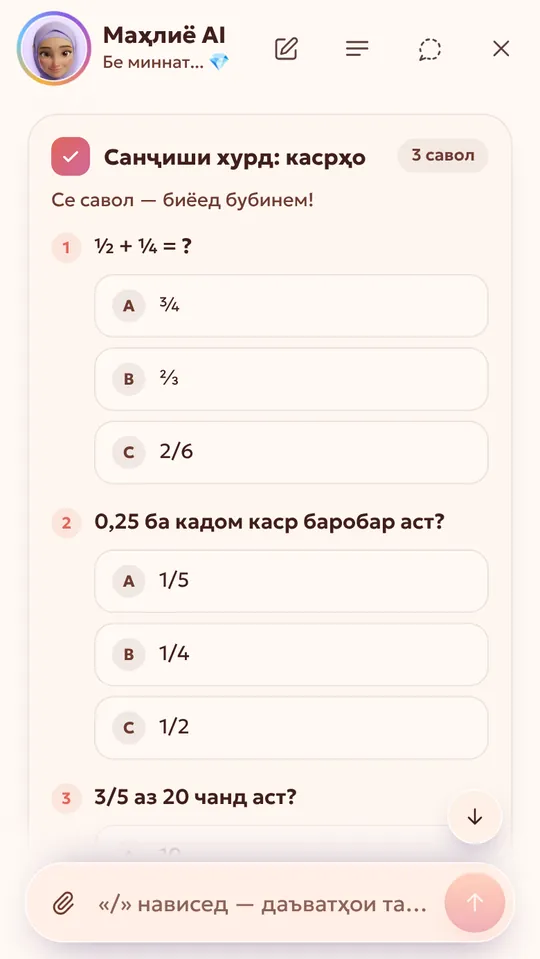 Маҳлиё AI
Бе миннат... 💎
Санҷиши хурд: касрҳо
3 савол
Се савол — биёед бубинем!
1 ½ + ¼ = ?
A ¾
B ⅔
C 2/6
2 0,25 ба кадом каср баробар аст?
A 1/5
B 1/4
C 1/2
3 3/5 аз 20 чанд аст?
«/» нависед — даъватҳои та...